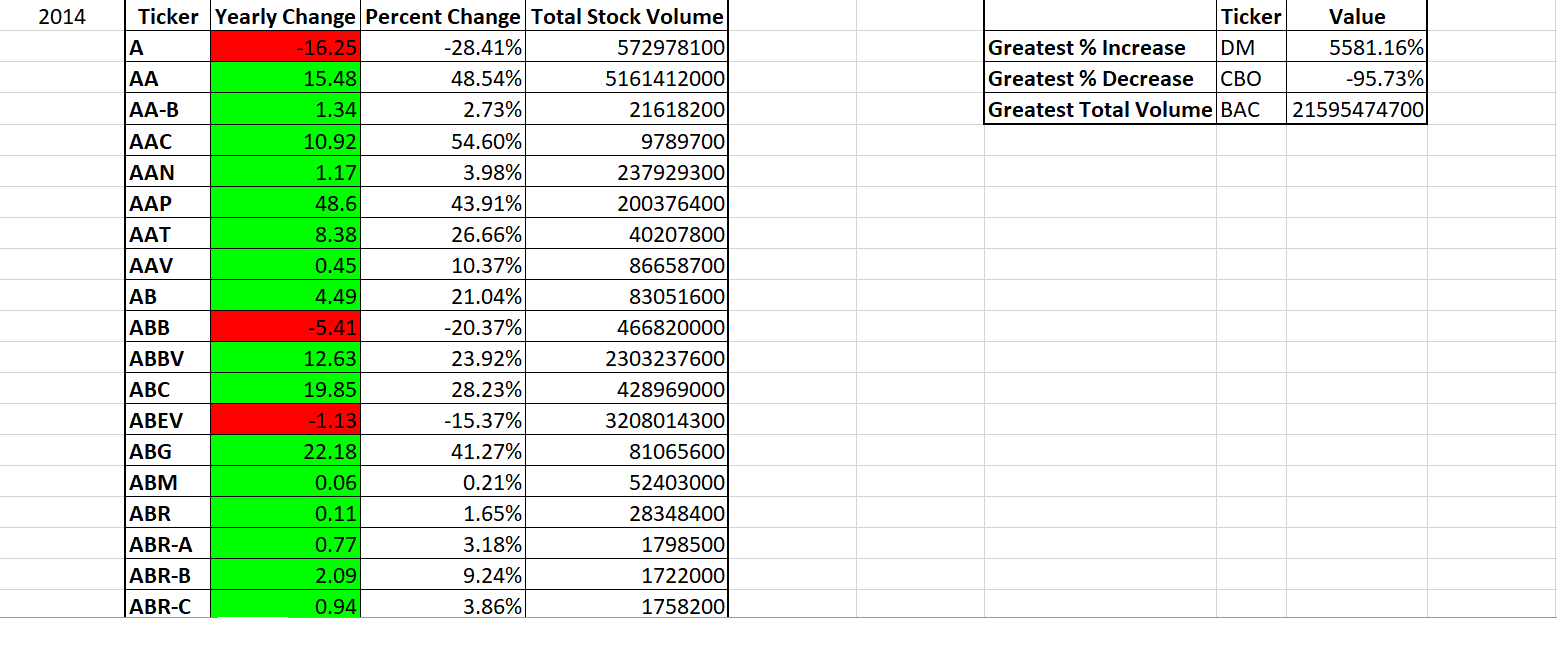 2014 Ticker Yearly Change Percent Change Total Stock Volume Ticker Value
A -16.25 -28.41% 572978100 Greatest % Increase DM 5581.16%
AA 15.48 48.54% 5161412000 Greatest % Decrease CBO -95.73%
AA-B 1.34 2.73% 21618200 Greatest Total Volume BAC 21595474700
AAC 10.92 54.60% 9789700
AAN 1.17 3.98% 237929300
AAP 48.6 43.91% 200376400
AAT 8.38 26.66% 40207800
AAV 0.45 10.37% 86658700
AB 4.49 21.04% 83051600
ABB -5.41 -20.37% 466820000
ABBV 12.63 23.92% 2303237600
ABC 19.85 28.23% 428969000
ABEV -1.13 -15.37% 3208014300
ABG 22.18 41.27% 81065600
ABM 0.06 0.21% 52403000
ABR 0.11 1.65% 28348400
ABR-A 0.77 3.18% 1798500
ABR-B 2.09 9.24% 1722000
ABR-C 0.94 3.86% 1758200